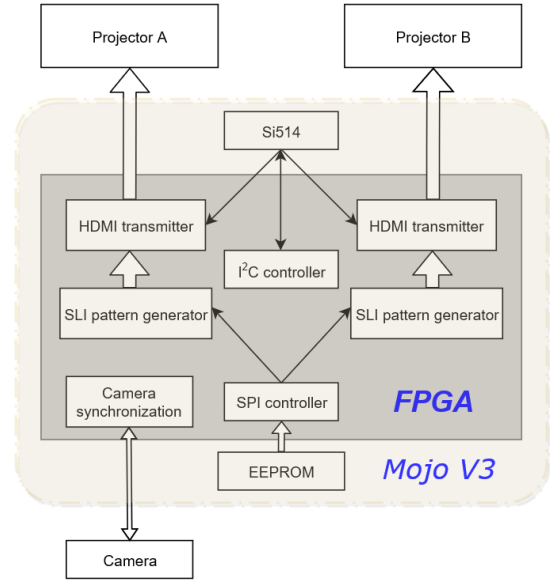 Projector A
Projector B
Si514
HDMI transmitter
HDMI transmitter
I²C controller
SLI pattern generator
SLI pattern generator
Camera
synchronization
SPI controller
FPGA
EEPROM
Mojo V3
Camera